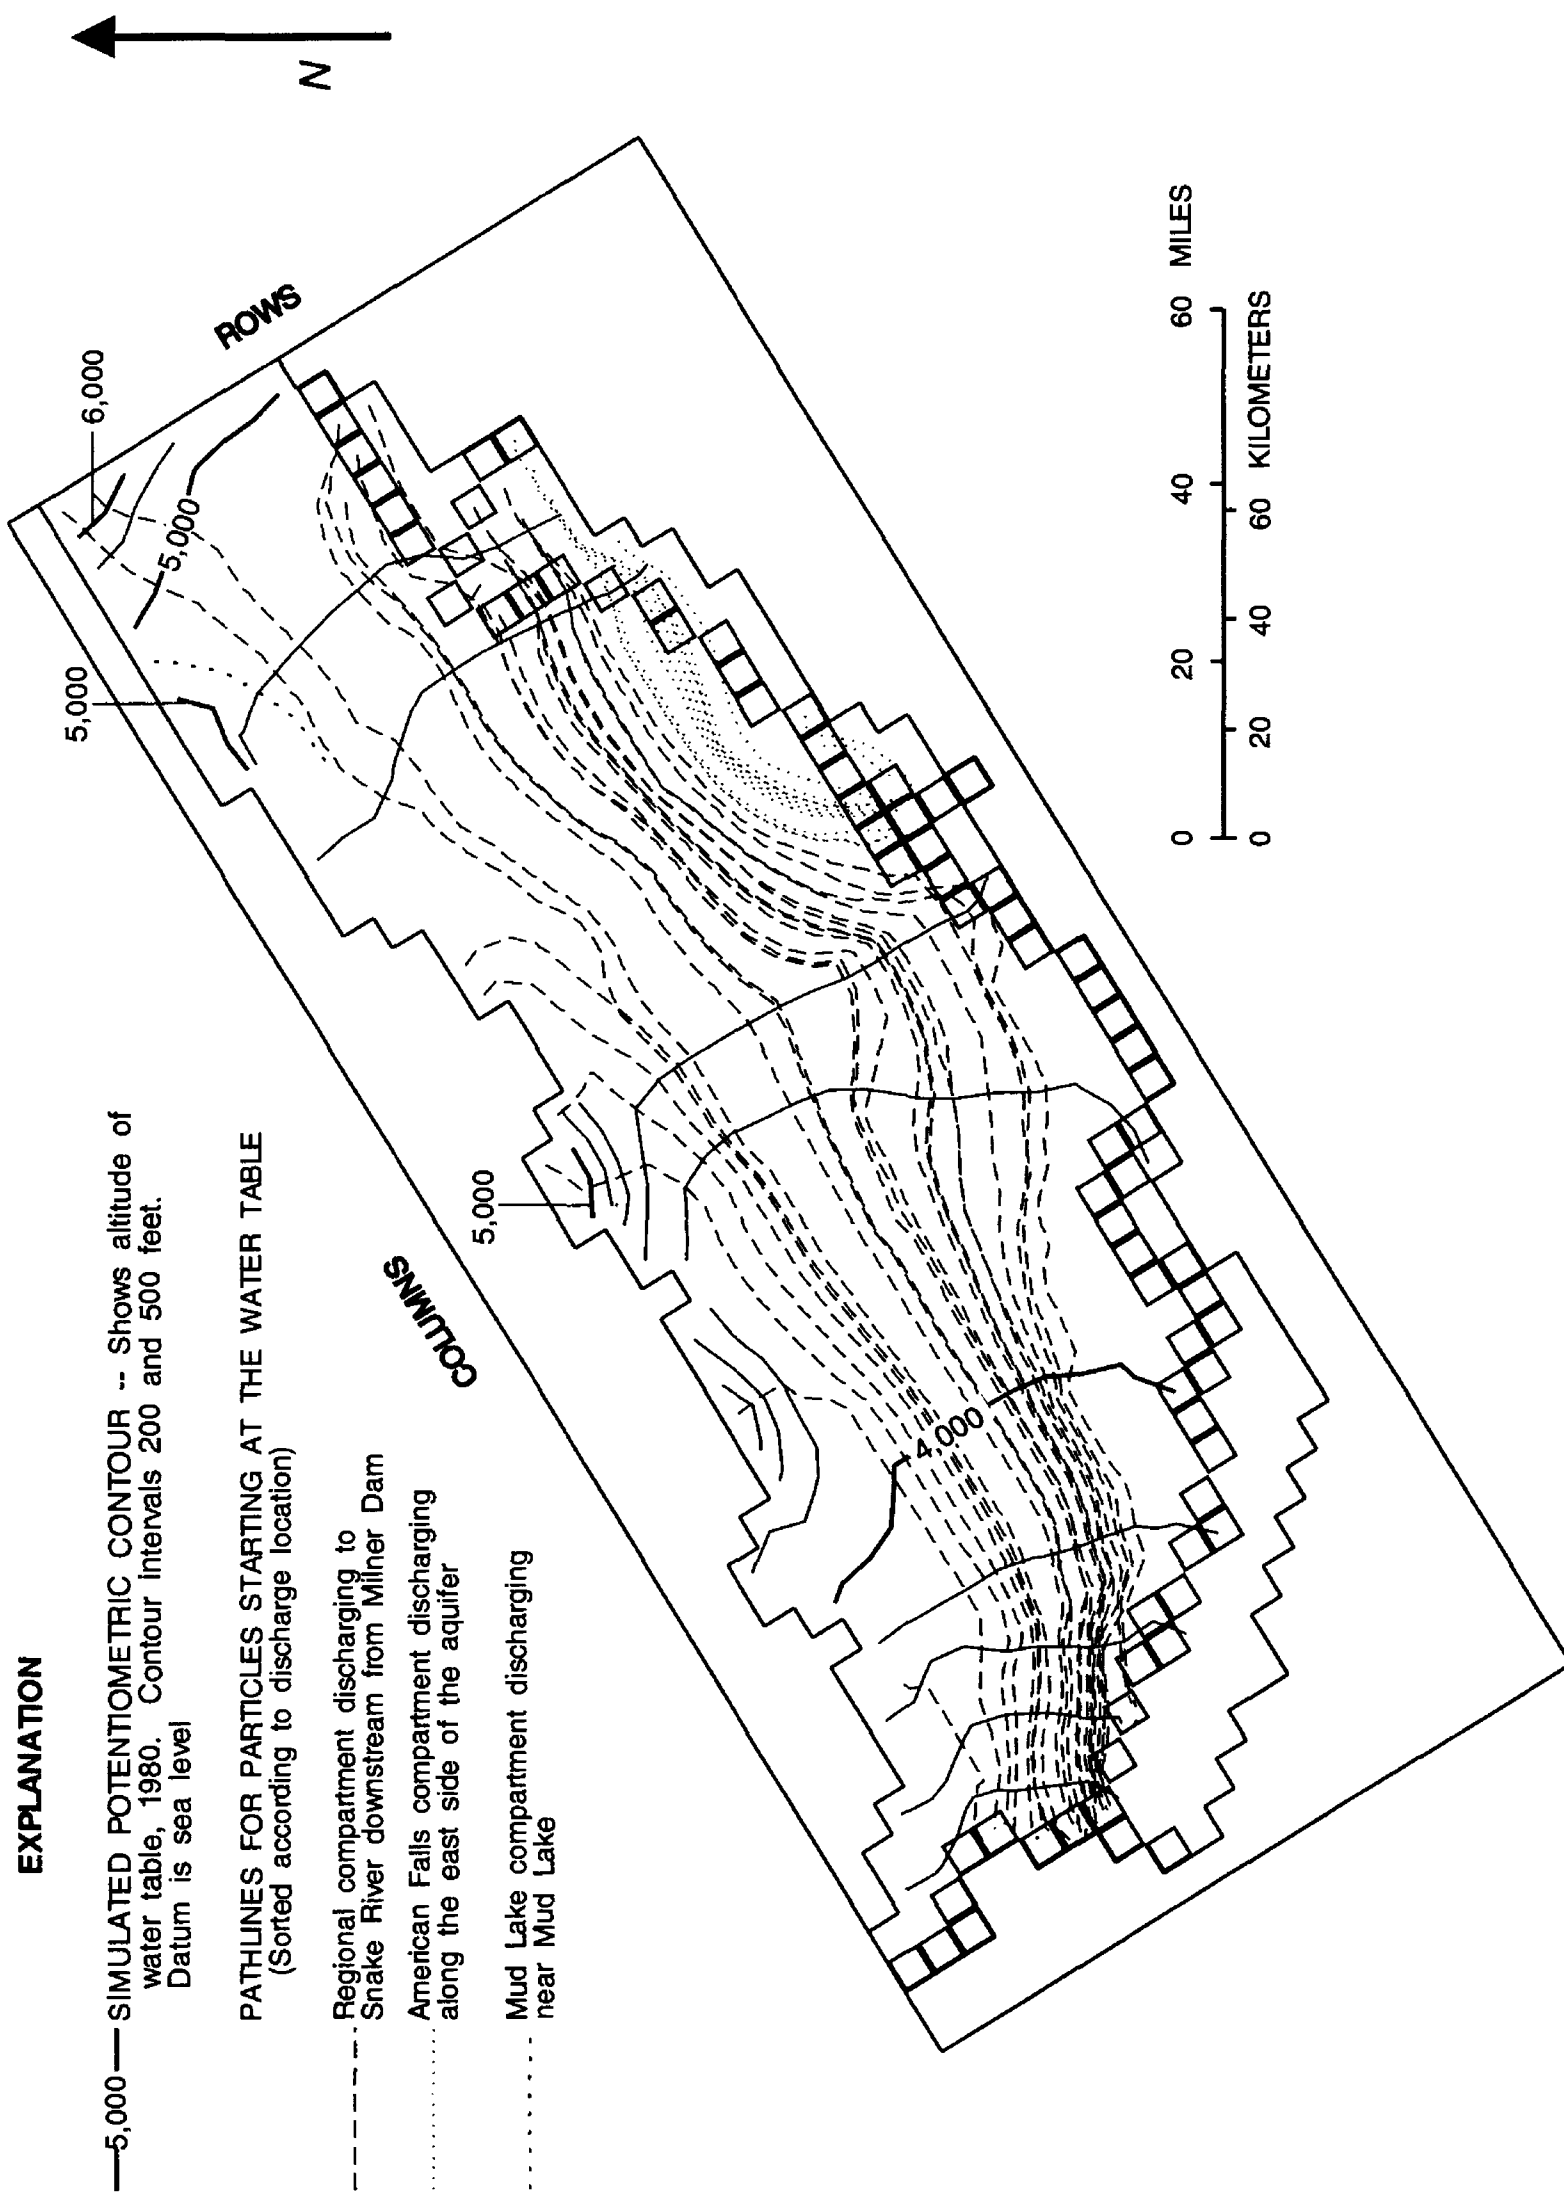 EXPLANATION
5,000
SIMULATED POTENTIOMETRIC CONTOUR -- Shows altitude of
water table, 1980. Contour intervals 200 and 500 feet.
Datum is sea level
PATHLINES FOR PARTICLES STARTING AT THE WATER TABLE
(Sorted according to discharge location)
Regional compartment discharging to
Snake River downstream from Milner Dam
American Falls compartment discharging
along the east side of the aquifer
Mud Lake compartment discharging
near Mud Lake
N
ROWS
COLUMNS
6,000
5,000
5,000
5,000
4,000
0 20 40 60 MILES
0 20 40 60 KILOMETERS